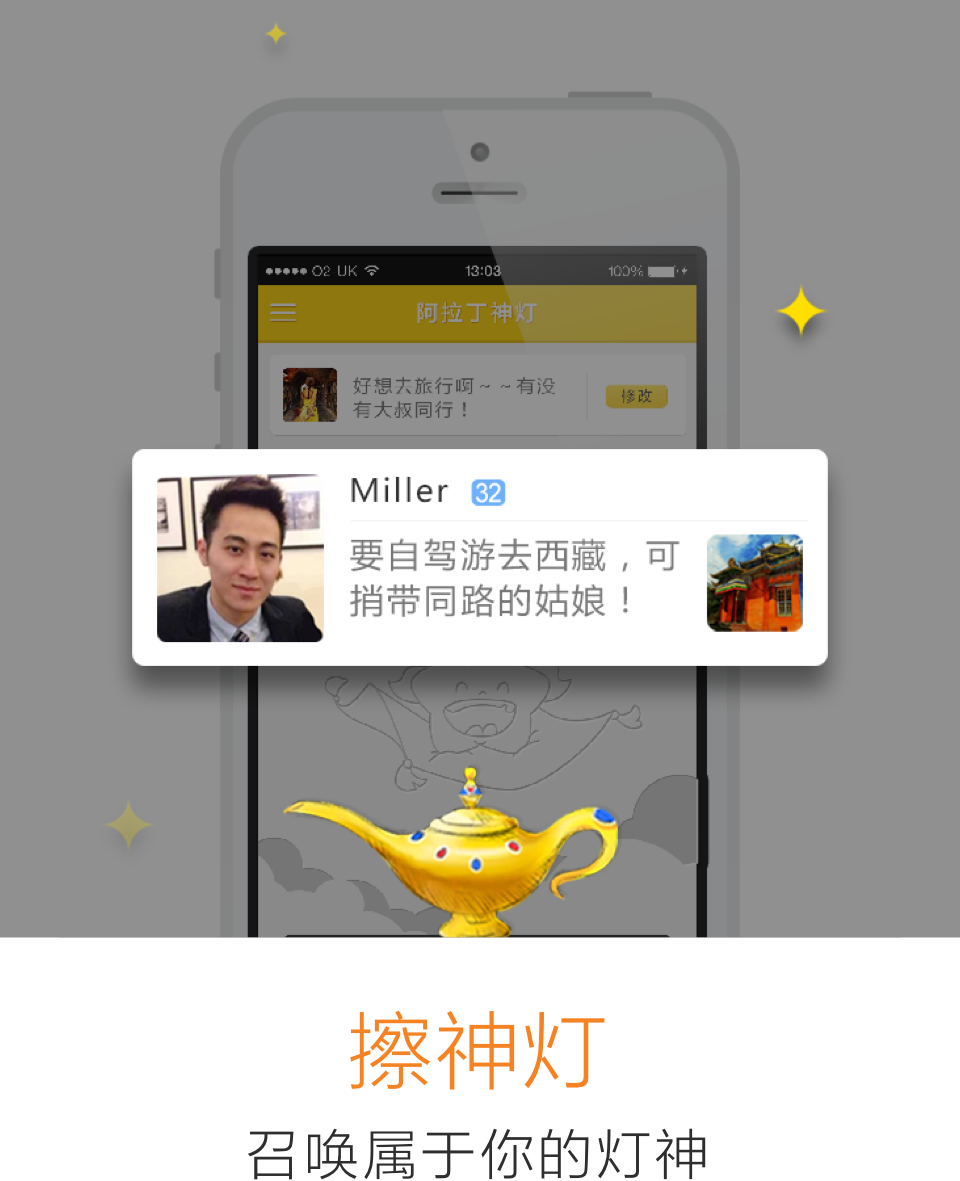 O2 UK 13:03 100%
阿拉丁神灯
好想去旅行啊～～有没
有大叔同行！
修改
Miller 32
要自驾游去西藏，可
捎带同路的姑娘！
擦神灯
召唤属于你的灯神